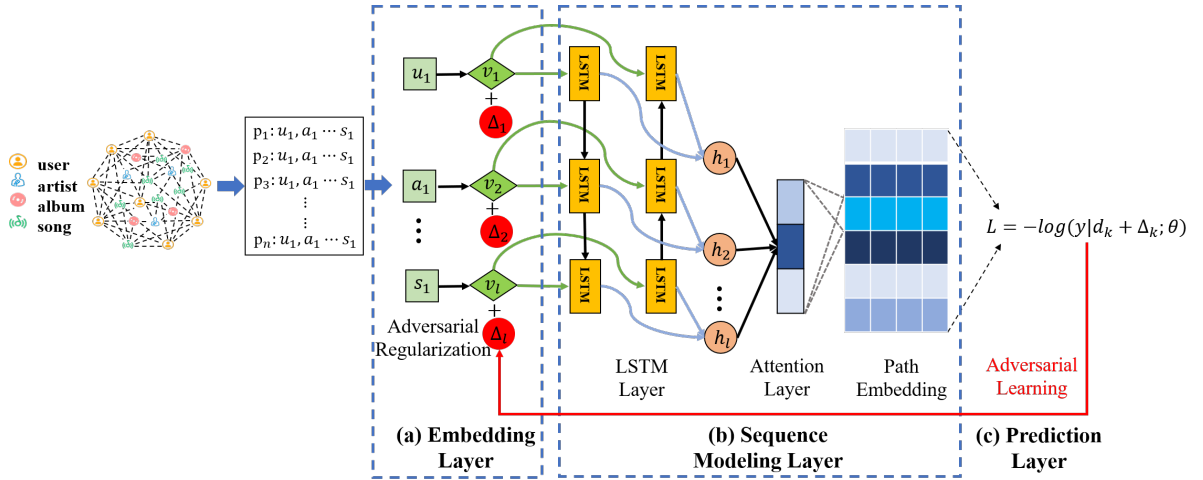 user
artist
album
song
p₁: u₁, a₁ ⋯ s₁
p₂: u₁, a₁ ⋯ s₁
p₃: u₁, a₁ ⋯ s₁
⋮
⋮
pₙ: u₁, a₁ ⋯ s₁
u₁
v₁
+
Δ₁
a₁
v₂
+
Δ₂
⋮
s₁
vₗ
+
Δₗ
Adversarial
Regularization
(a) Embedding
Layer
LSTM
LSTM
LSTM
LSTM
LSTM
LSTM
h₁
h₂
⋮
hₗ
LSTM
Layer
Attention
Layer
Path
Embedding
(b) Sequence
Modeling Layer
L = −log(y|dₖ + Δₖ; θ)
Adversarial
Learning
(c) Prediction
Layer